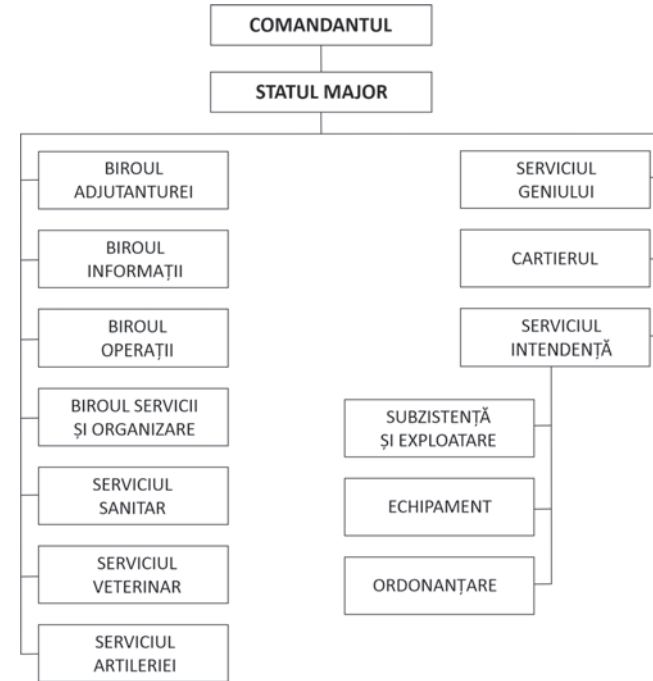 COMANDANTUL
STATUL MAJOR
BIROUL
ADJUTANTUREI
BIROUL
INFORMAȚII
BIROUL
OPERAȚII
BIROUL SERVICII
ȘI ORGANIZARE
SERVICIUL
SANITAR
SERVICIUL
VETERINAR
SERVICIUL
ARTILERIEI
SERVICIUL
GENIULUI
CARTIERUL
SERVICIUL
INTENDENȚĂ
SUBZISTENȚĂ
ȘI EXPLOATARE
ECHIPAMENT
ORDONANȚARE